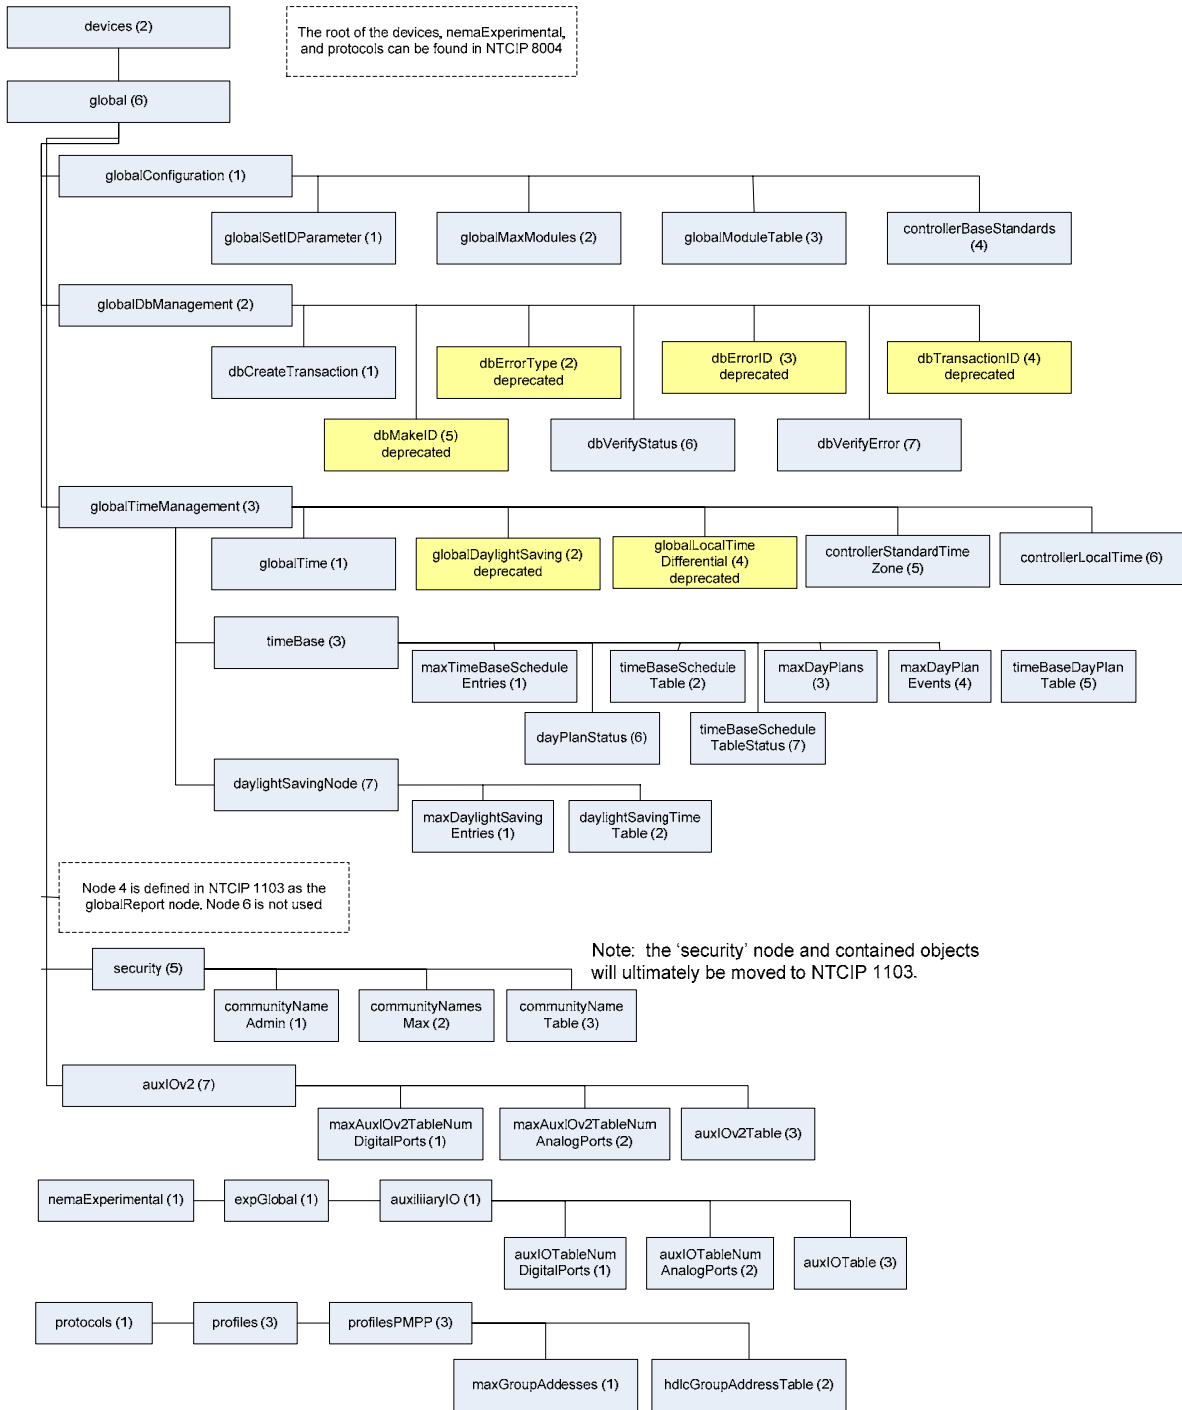 devices (2)
The root of the devices, nemaExperimental,
and protocols can be found in NTCIP 8004
global (6)
globalConfiguration (1)
globalSetIDParameter (1)
globalMaxModules (2)
globalModuleTable (3)
controllerBaseStandards
(4)
globalDbManagement (2)
dbCreateTransaction (1)
dbErrorType (2)
deprecated
dbErrorID (3)
deprecated
dbTransactionID (4)
deprecated
dbMakeID (5)
deprecated
dbVerifyStatus (6)
dbVerifyError (7)
globalTimeManagement (3)
globalTime (1)
globalDaylightSaving (2)
deprecated
globalLocalTime
Differential (4)
deprecated
controllerStandardTime
Zone (5)
controllerLocalTime (6)
timeBase (3)
maxTimeBaseSchedule
Entries (1)
timeBaseSchedule
Table (2)
maxDayPlans
(3)
maxDayPlan
Events (4)
timeBaseDayPlan
Table (5)
dayPlanStatus (6)
timeBaseSchedule
TableStatus (7)
daylightSavingNode (7)
maxDaylightSaving
Entries (1)
daylightSavingTime
Table (2)
Node 4 is defined in NTCIP 1103 as the
globalReport node. Node 6 is not used
Note: the 'security' node and contained objects
will ultimately be moved to NTCIP 1103.
security (5)
communityName
Admin (1)
communityNames
Max (2)
communityName
Table (3)
auxIOv2 (7)
maxAuxIOv2TableNum
DigitalPorts (1)
maxAuxIOv2TableNum
AnalogPorts (2)
auxIOv2Table (3)
nemaExperimental (1)
expGlobal (1)
auxiliiaryIO (1)
auxIOTableNum
DigitalPorts (1)
auxIOTableNum
AnalogPorts (2)
auxIOTable (3)
protocols (1)
profiles (3)
profilesPMPP (3)
maxGroupAddesses (1)
hdlcGroupAddressTable (2)